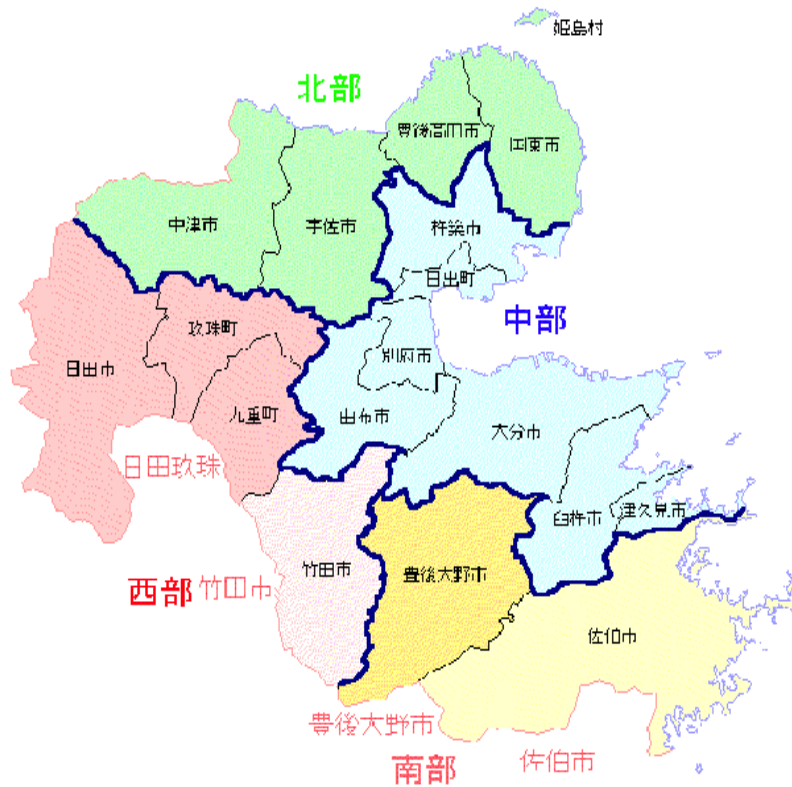 姫島村
北部
豊後高田市
国東市
中津市
宇佐市
杵築市
日出町
中部
玖珠町
別府市
日田市
九重町
由布市
大分市
日田玖珠
臼杵市
津久見市
竹田市
豊後大野市
西部
竹田市
佐伯市
豊後大野市
南部
佐伯市